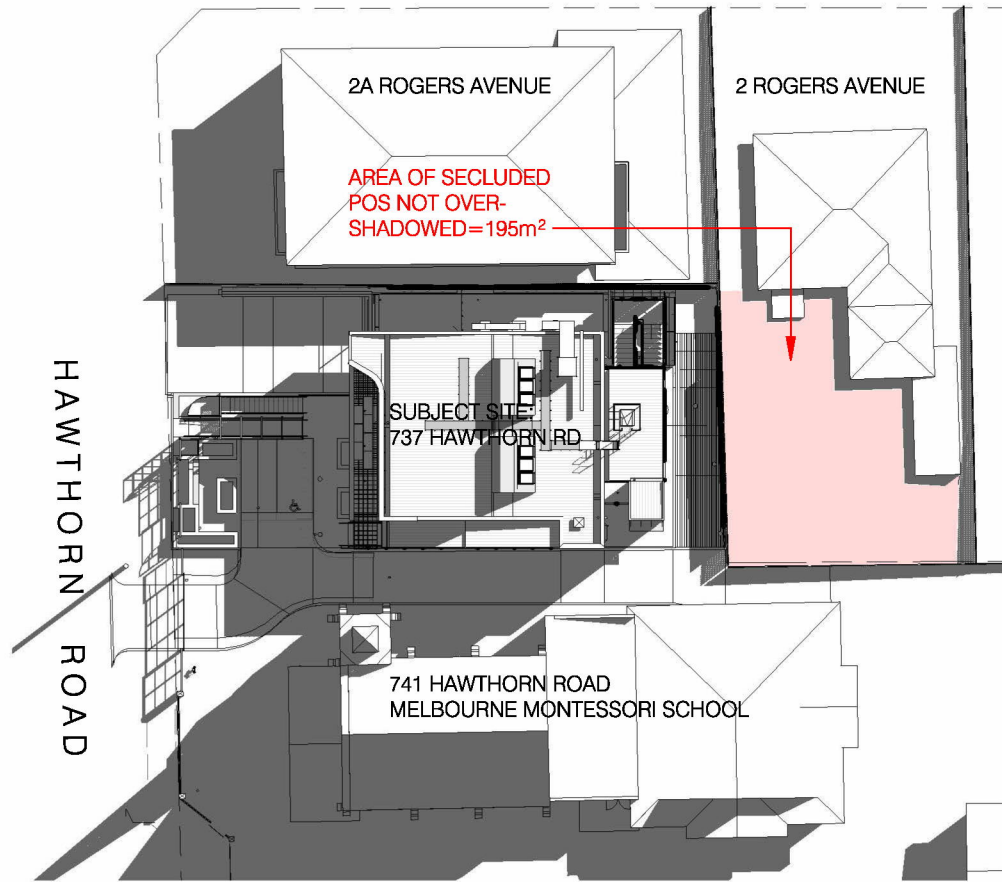 2A ROGERS AVENUE
2 ROGERS AVENUE
AREA OF SECLUDED
POS NOT OVER-
SHADOWED=195m²
SUBJECT SITE:
737 HAWTHORN RD
HAWTHORN ROAD
741 HAWTHORN ROAD
MELBOURNE MONTESSORI SCHOOL